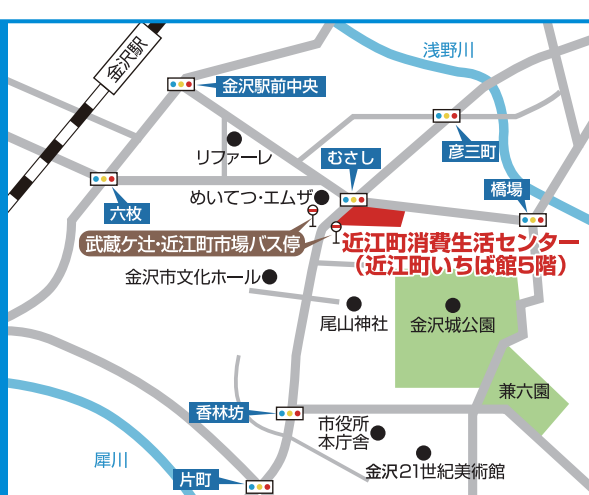 金沢駅
浅野川
金沢駅前中央
リファーレ
むさし
彦三町
六枚
めいてつ・エムザ
橋場
武蔵ケ辻・近江町市場バス停
近江町消費生活センター
(近江町いちば館5階)
金沢市文化ホール
尾山神社
金沢城公園
兼六園
香林坊
市役所
本庁舎
犀川
片町
金沢21世紀美術館